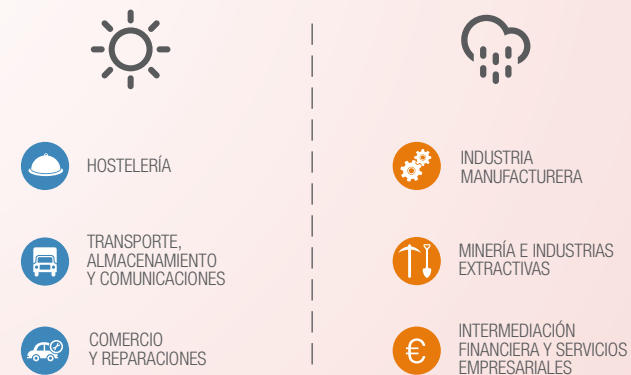 HOSTELERÍA
TRANSPORTE,
ALMACENAMIENTO
Y COMUNICACIONES
COMERCIO
Y REPARACIONES
INDUSTRIA
MANUFACTURERA
MINERÍA E INDUSTRIAS
EXTRACTIVAS
€
INTERMEDIACIÓN
FINANCIERA Y SERVICIOS
EMPRESARIALES